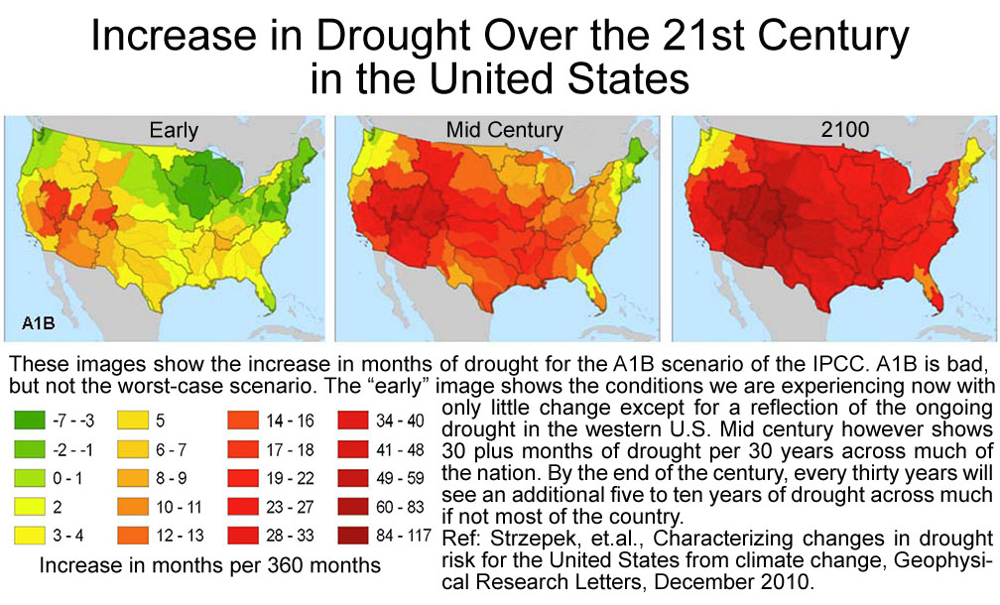 Increase in Drought Over the 21st Century
in the United States
Early
Mid Century
2100
A1B
These images show the increase in months of drought for the A1B scenario of the IPCC. A1B is bad,
but not the worst-case scenario. The “early” image shows the conditions we are experiencing now with
only little change except for a reflection of the ongoing
drought in the western U.S. Mid century however shows
30 plus months of drought per 30 years across much of
the nation. By the end of the century, every thirty years will
see an additional five to ten years of drought across much
if not most of the country.
Ref: Strzepek, et.al., Characterizing changes in drought
risk for the United States from climate change, Geophysi-
cal Research Letters, December 2010.
-7 - -3
-2 - -1
0 - 1
2
3 - 4
5
6 - 7
8 - 9
10 - 11
12 - 13
14 - 16
17 - 18
19 - 22
23 - 27
28 - 33
34 - 40
41 - 48
49 - 59
60 - 83
84 - 117
Increase in months per 360 months